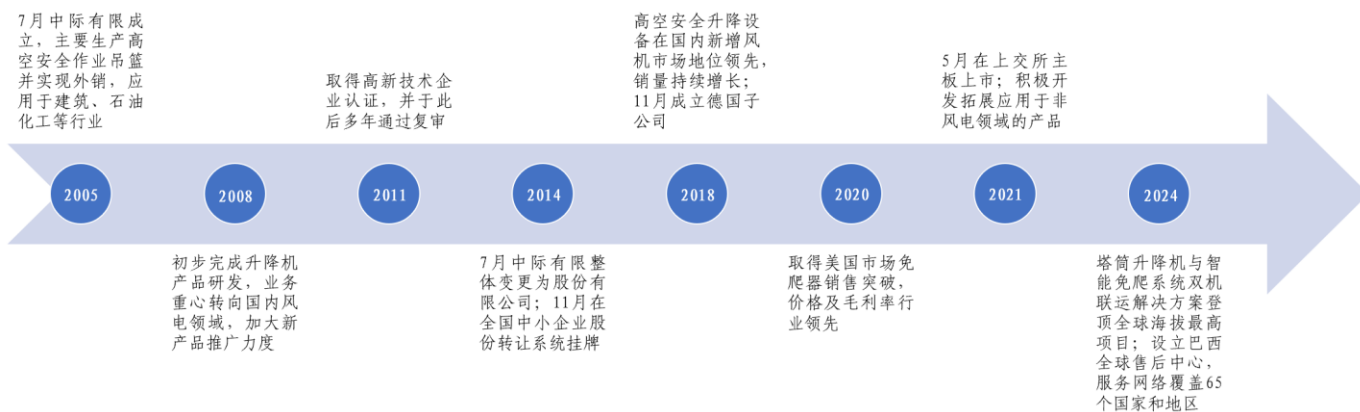 7月中际有限成
立，主要生产高
空安全作业吊篮
并实现外销，应
用于建筑、石油
化工等行业
2005
2008
初步完成升降机
产品研发，业务
重心转向国内风
电领域，加大新
产品推广力度
取得高新技术企
业认证，并于此
后多年通过复审
2011
2014
7月中际有限整
体变更为股份有
限公司；11月在
全国中小企业股
份转让系统挂牌
高空安全升降设
备在国内新增风
机市场地位领先，
销量持续增长；
11月成立德国子
公司
2018
2020
取得美国市场免
爬器销售突破，
价格及毛利率行
业领先
5月在上交所主
板上市；积极开
发拓展应用于非
风电领域的产品
2021
2024
塔筒升降机与智
能免爬系统双机
联运解决方案登
顶全球海拔最高
项目；设立巴西
全球售后中心，
服务网络覆盖65
个国家和地区